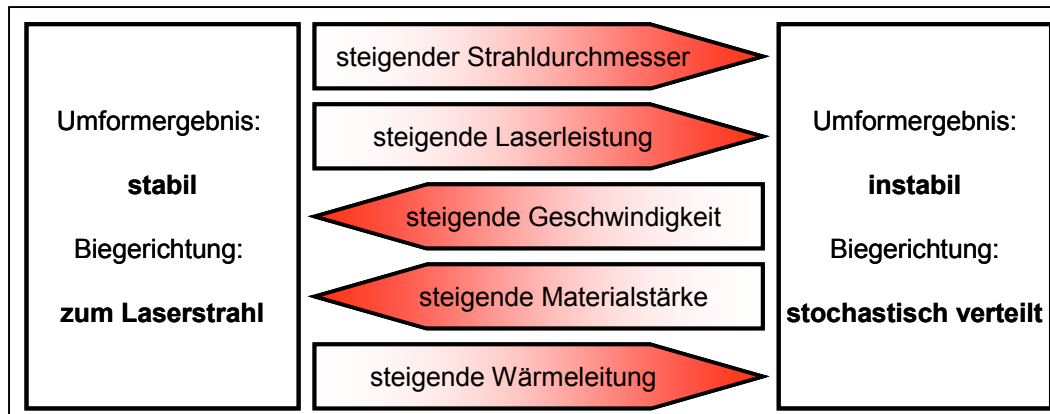 Umformergebnis:
stabil
Biegerichtung:
zum Laserstrahl
steigender Strahldurchmesser
steigende Laserleistung
steigende Geschwindigkeit
steigende Materialstärke
steigende Wärmeleitung
Umformergebnis:
instabil
Biegerichtung:
stochastisch verteilt